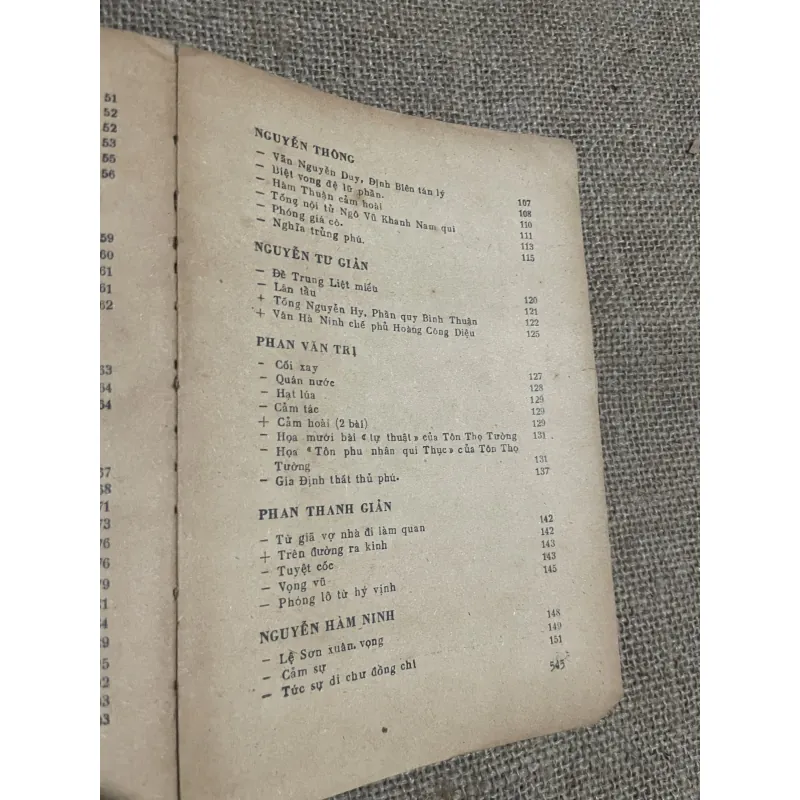 51
52
52
53
55
56
59
60
61
61
62
63
64
64
67
68
71
73
76
76
79
NGUYỄN THÔNG
— Vãn Nguyễn Duy, Định Biên tán lý
— Biệt vong đệ lữ phần. 107
— Hàm Thuận cảm hoài 108
— Tống nội tử Ngô Vũ Khanh Nam qui 110
— Phóng giá cô. 111
— Nghĩa trủng phú. 113
115
NGUYỄN TƯ GIẢN
— Đề Trung Liệt miếu 120
— Lân tẩu 121
+ Tống Nguyễn Hy, Phân quy Bình Thuận 122
+ Vãn Hà Ninh chế phủ Hoàng Công Diệu 125
PHAN VĂN TRỊ
— Cối xay 127
— Quán nước 128
— Hạt lúa 129
— Cảm tác 129
+ Cảm hoài (2 bài) 129
— Họa mười bài «tự thuật» của Tôn Thọ Tường 131
— Họa “Tôn phu nhân qui Thục» của Tôn Thọ
Tường 131
— Gia Định thất thủ phú. 137
PHAN THANH GIẢN
— Từ giã vợ nhà đi làm quan 142
+ Trên đường ra kinh 142
— Tuyệt cốc 143
— Vọng vũ 143
— Phóng lô từ hý vịnh 145
NGUYỄN HÀM NINH
— Lệ Sơn xuân vọng 148
— Cảm sự 149
— Tức sự di chư đồng chí 151
545